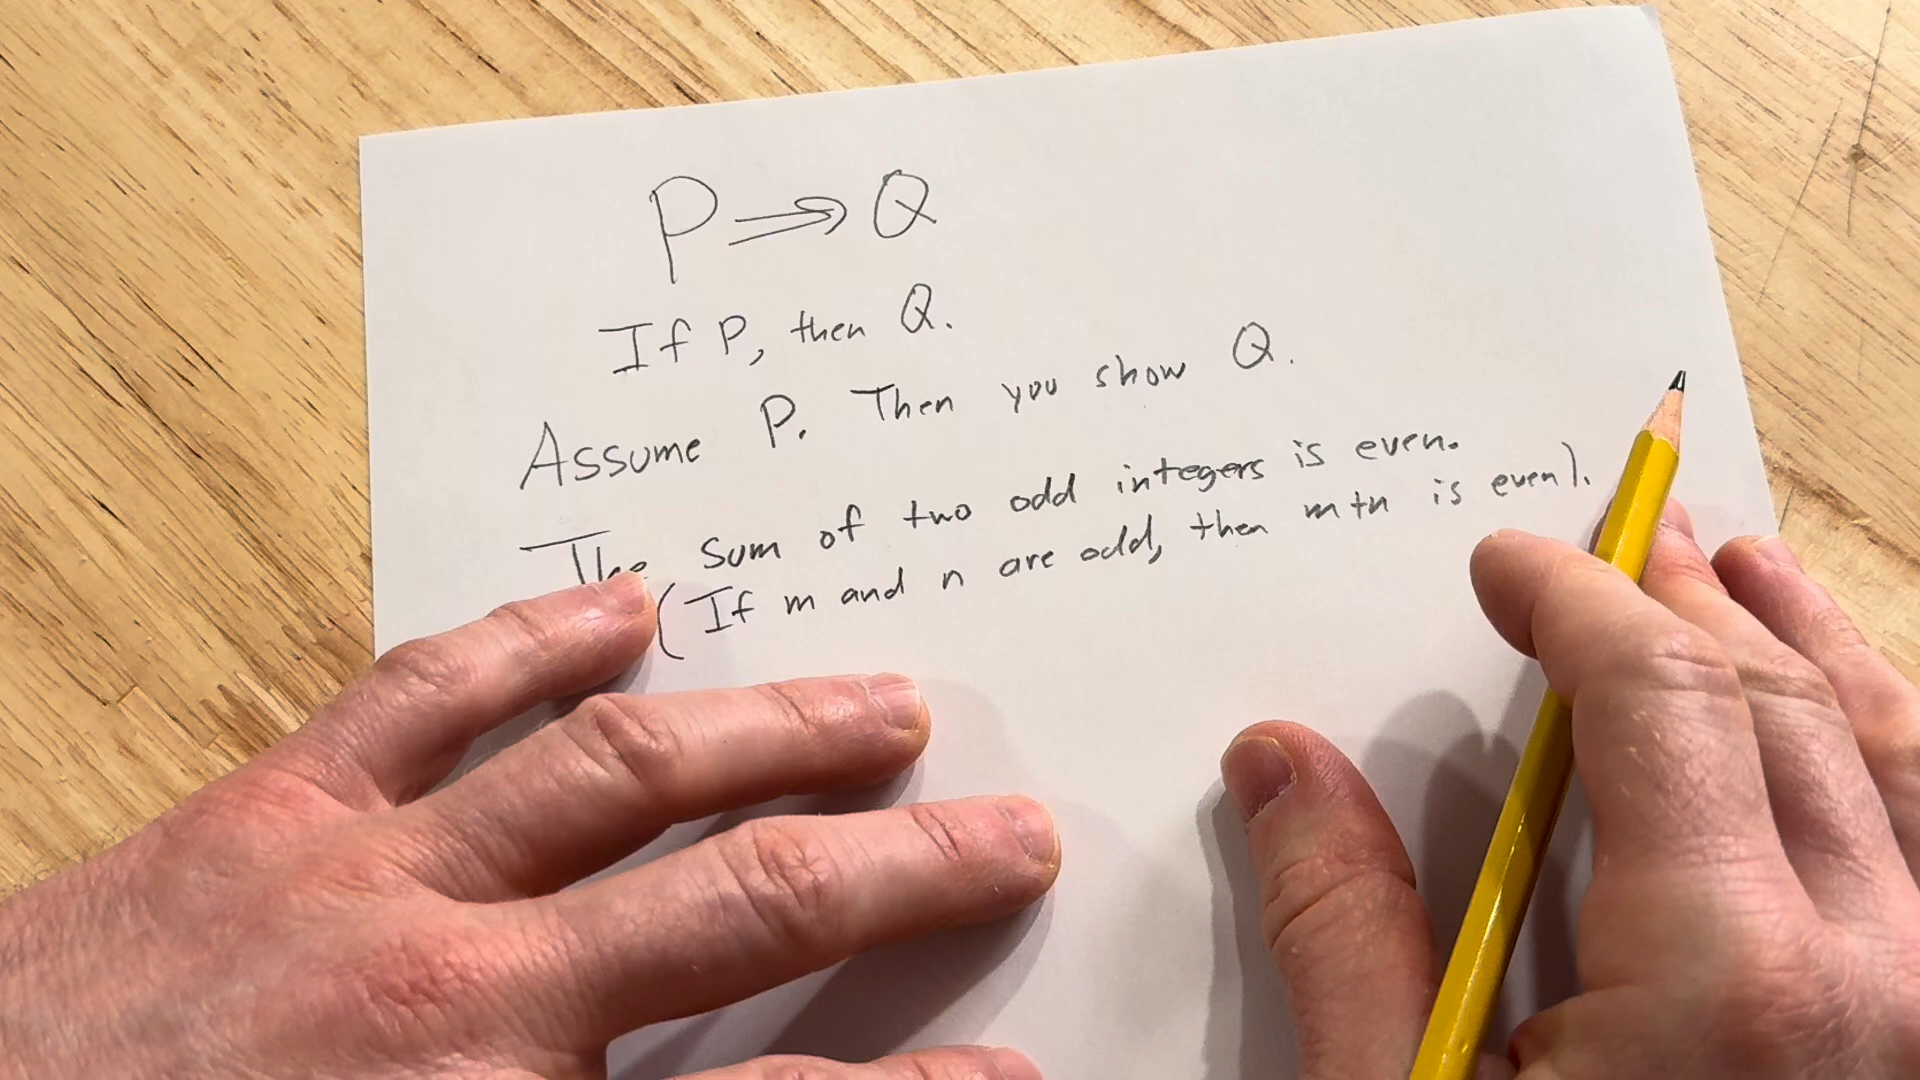 P ⇒ Q
If P, then Q.
Assume P. Then you show Q.
The sum of two odd integers is even.
(If m and n are odd, then m+n is even).